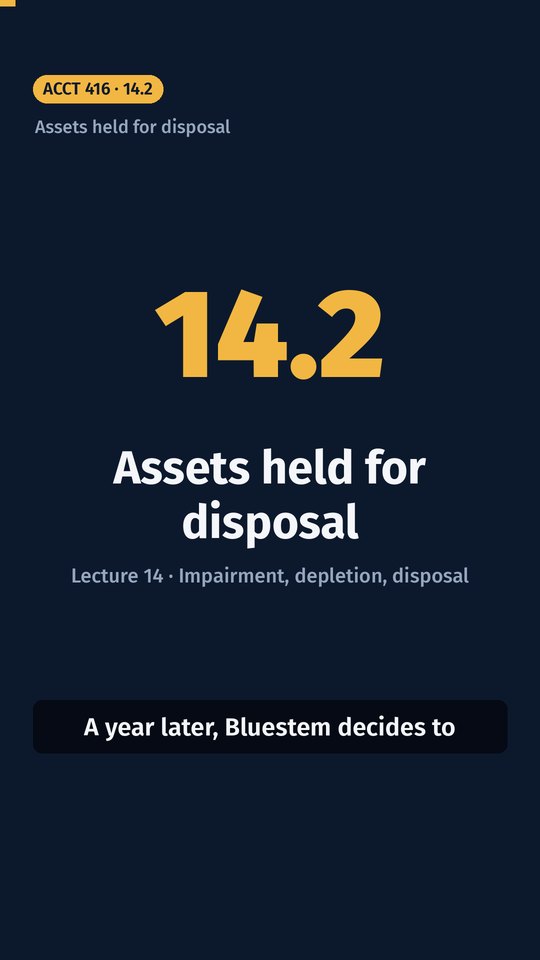 ACCT 416 · 14.2
Assets held for disposal
14.2
Assets held for
disposal
Lecture 14 · Impairment, depletion, disposal
A year later, Bluestem decides to